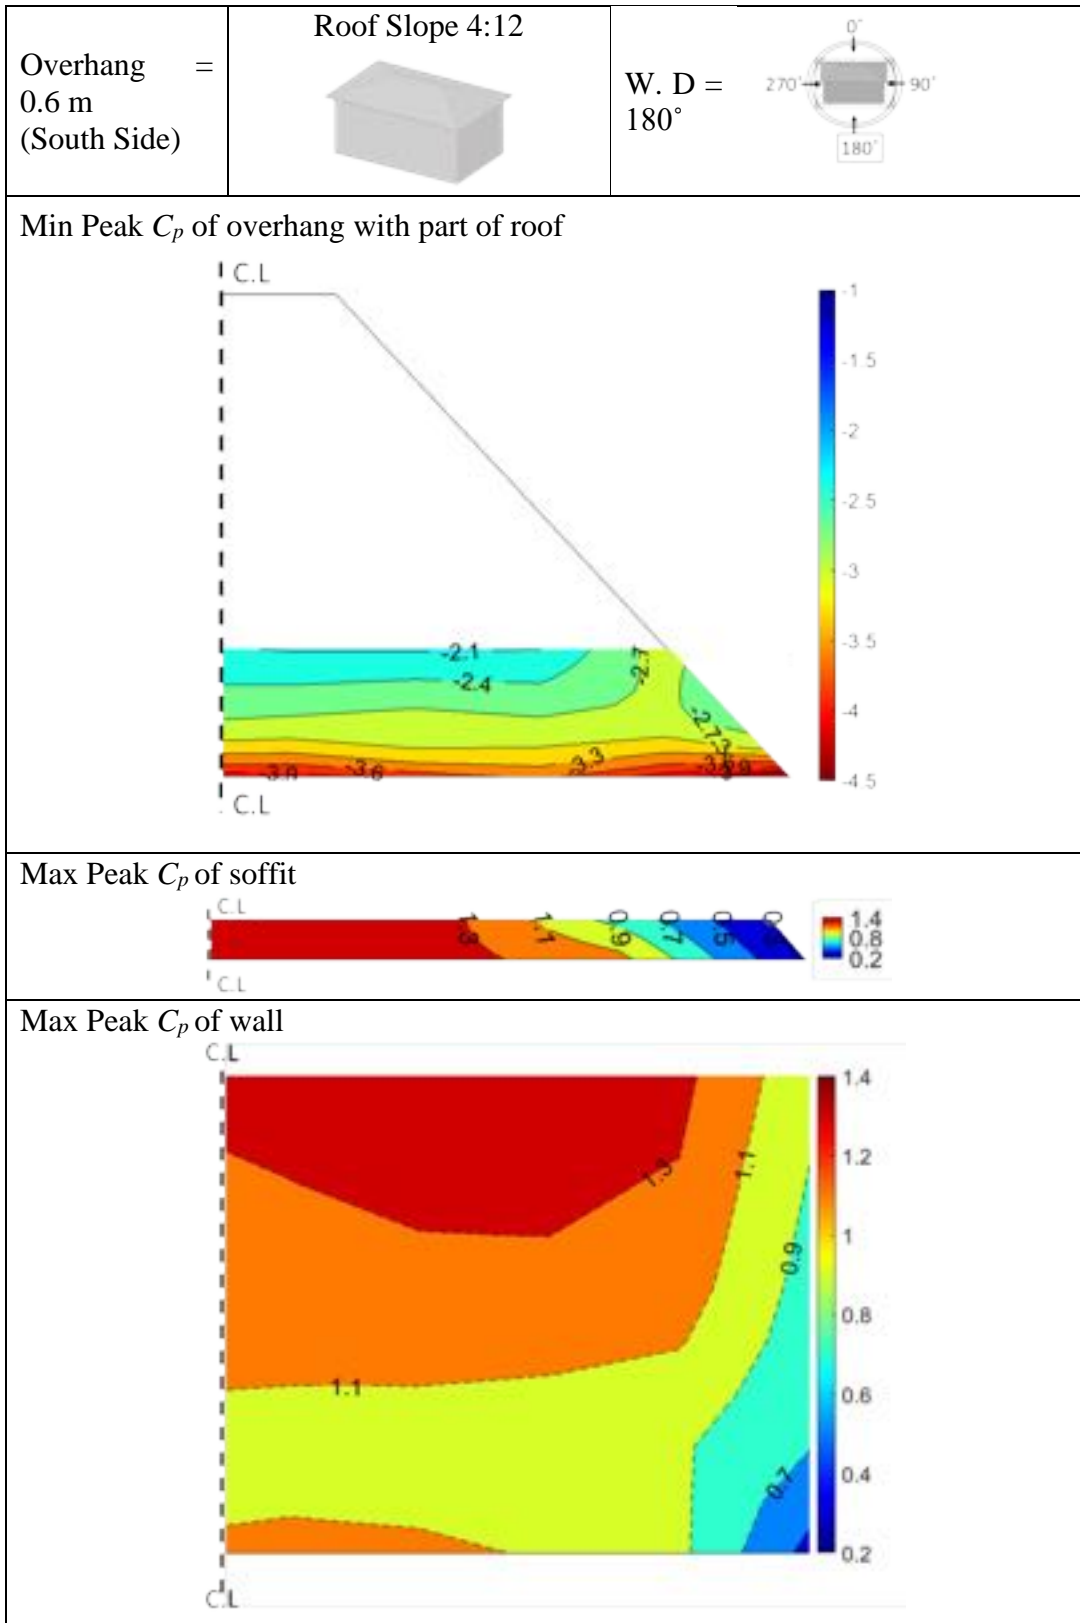 Overhang =
0.6 m
(South Side)
Roof Slope 4:12
W. D =
180°
0°
270°
90°
180°
Min Peak Cp of overhang with part of roof
C.L
-2.1
-2.4
-2.7
-2.7
-3.3
-3.6
C.L
-1
-1.5
-2
-2.5
-3
-3.5
-4
-4.5
Max Peak Cp of soffit
C.L
1.3
1.1
0.9
0.7
0.5
C.L
1.4
0.8
0.2
Max Peak Cp of wall
C.L
1.3
1.1
0.9
1.1
0.7
C.L
1.4
1.2
1
0.8
0.6
0.4
0.2